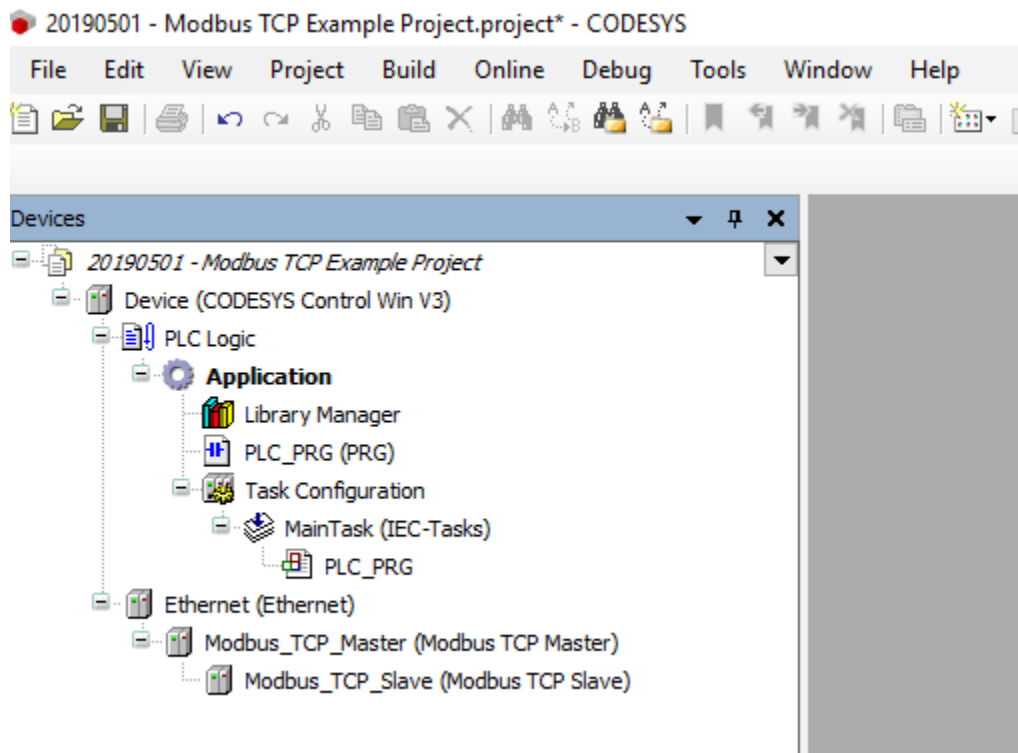 20190501 - Modbus TCP Example Project.project* - CODESYS
File Edit View Project Build Online Debug Tools Window Help
Devices
20190501 - Modbus TCP Example Project
Device (CODESYS Control Win V3)
PLC Logic
Application
Library Manager
PLC_PRG (PRG)
Task Configuration
MainTask (IEC-Tasks)
PLC_PRG
Ethernet (Ethernet)
Modbus_TCP_Master (Modbus TCP Master)
Modbus_TCP_Slave (Modbus TCP Slave)